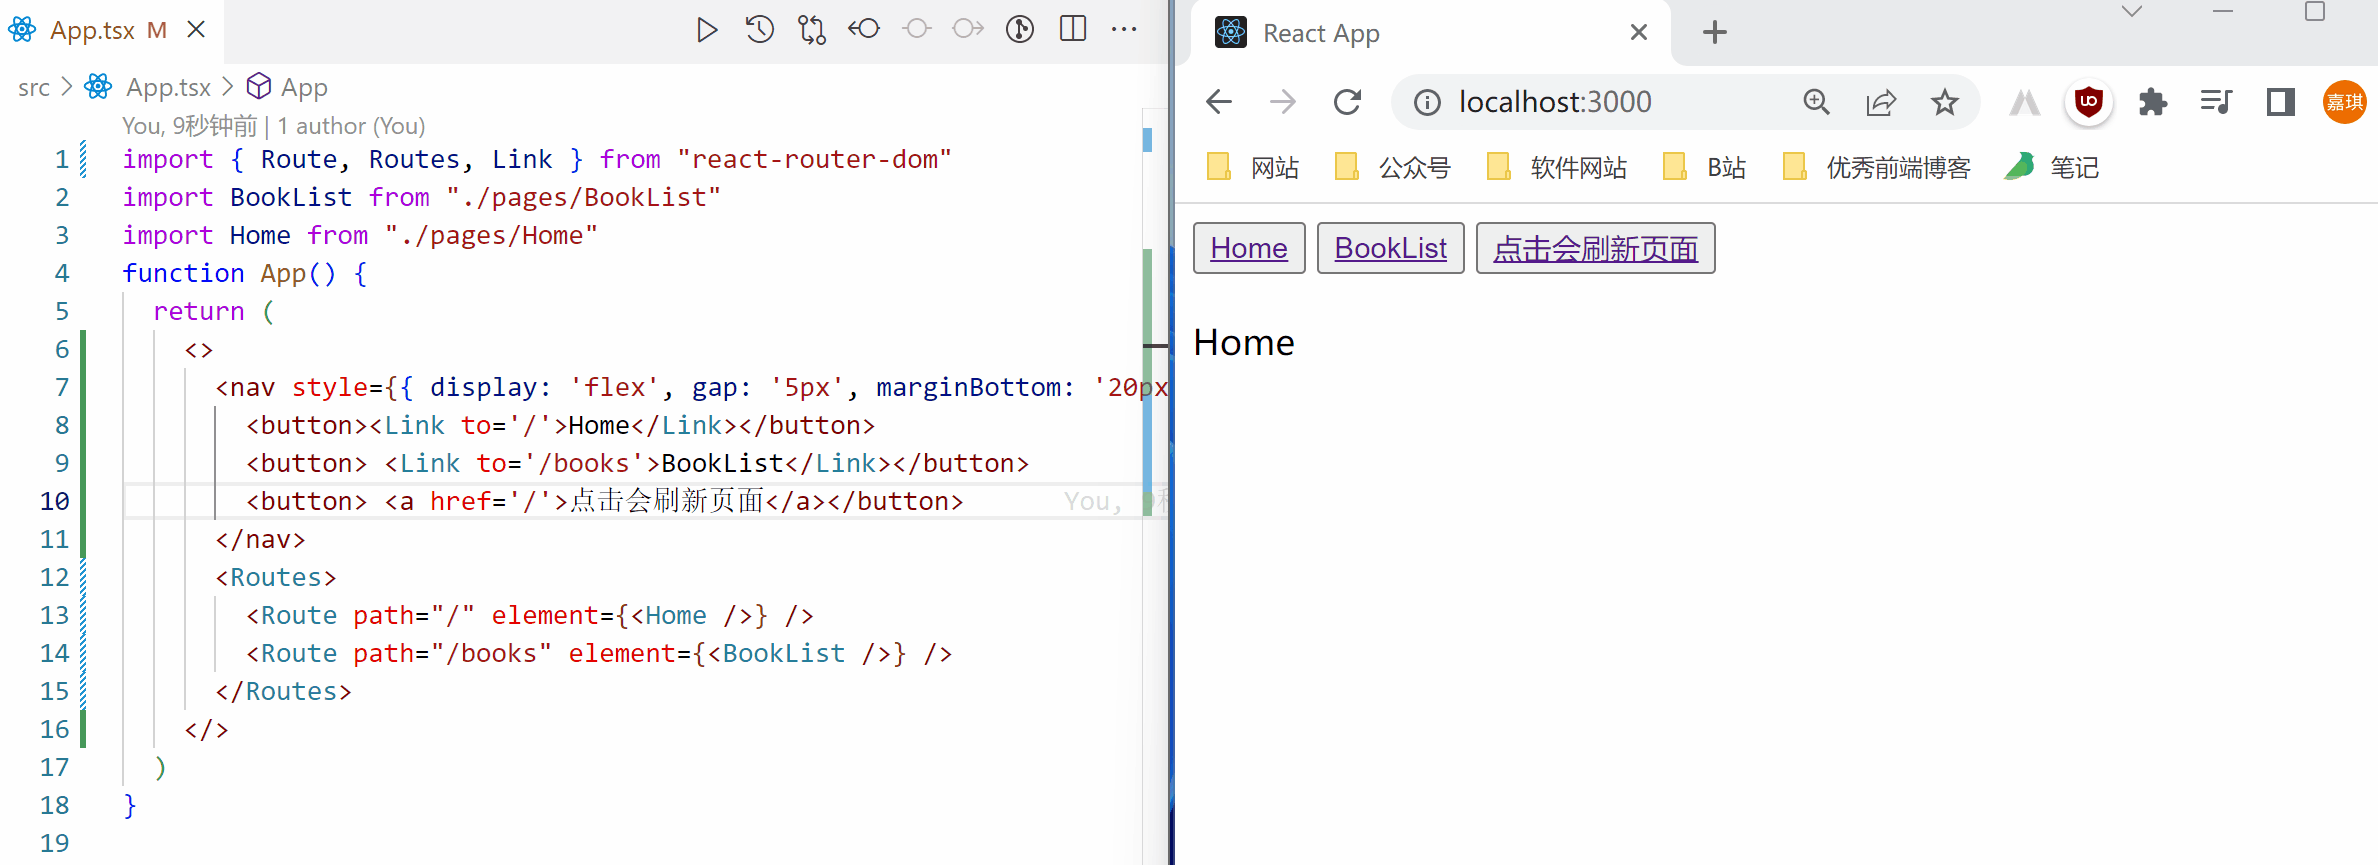 App.tsx M
src > App.tsx > App
You, 9秒钟前 | 1 author (You)
1 import { Route, Routes, Link } from "react-router-dom"
2 import BookList from "./pages/BookList"
3 import Home from "./pages/Home"
4 function App() {
5 return (
6 <>
7 <nav style={{ display: 'flex', gap: '5px', marginBottom: '20px
8 <button><Link to='/'>Home</Link></button>
9 <button> <Link to='/books'>BookList</Link></button>
10 <button> <a href='/'>点击会刷新页面</a></button> You, 9秒
11 </nav>
12 <Routes>
13 <Route path="/" element={<Home />} />
14 <Route path="/books" element={<BookList />} />
15 </Routes>
16 </>
17 )
18 }
19
React App
localhost:3000
嘉琪
网站 公众号 软件网站 B站 优秀前端博客 笔记
Home BookList 点击会刷新页面
Home